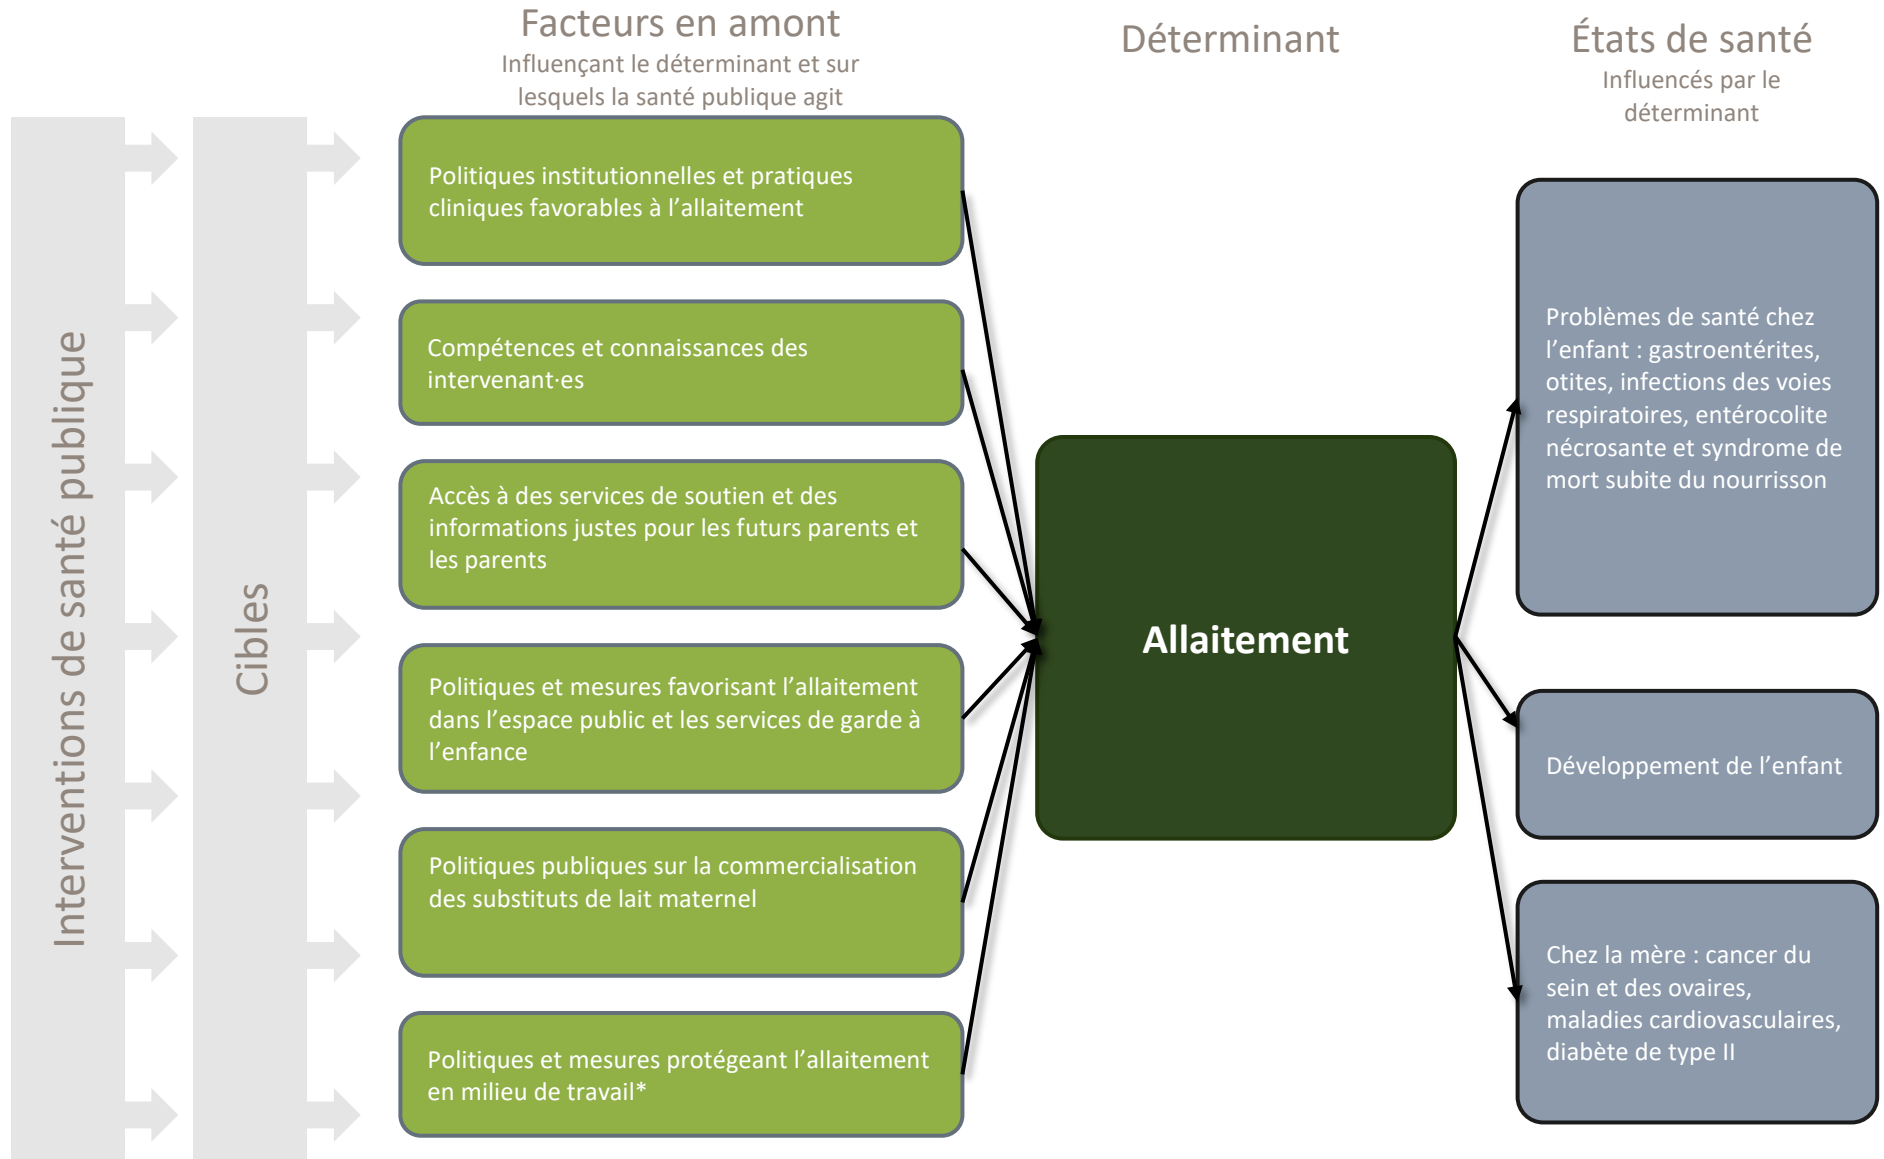 Facteurs en amont
Influençant le déterminant et sur
lesquels la santé publique agit
Déterminant
États de santé
Influencés par le
déterminant
Interventions de santé publique
Cibles
Politiques institutionnelles et pratiques
cliniques favorables à l’allaitement
Compétences et connaissances des
intervenant·es
Accès à des services de soutien et des
informations justes pour les futurs parents et
les parents
Politiques et mesures favorisant l’allaitement
dans l’espace public et les services de garde à
l’enfance
Politiques publiques sur la commercialisation
des substituts de lait maternel
Politiques et mesures protégeant l’allaitement
en milieu de travail*
Allaitement
Problèmes de santé chez
l’enfant : gastroentérites,
otites, infections des voies
respiratoires, entérocolite
nécrosante et syndrome de
mort subite du nourrisson
Développement de l’enfant
Chez la mère : cancer du
sein et des ovaires,
maladies cardiovasculaires,
diabète de type II